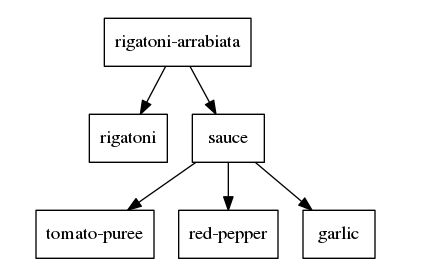 rigatoni-arrabiata
rigatoni
sauce
tomato-puree
red-pepper
garlic